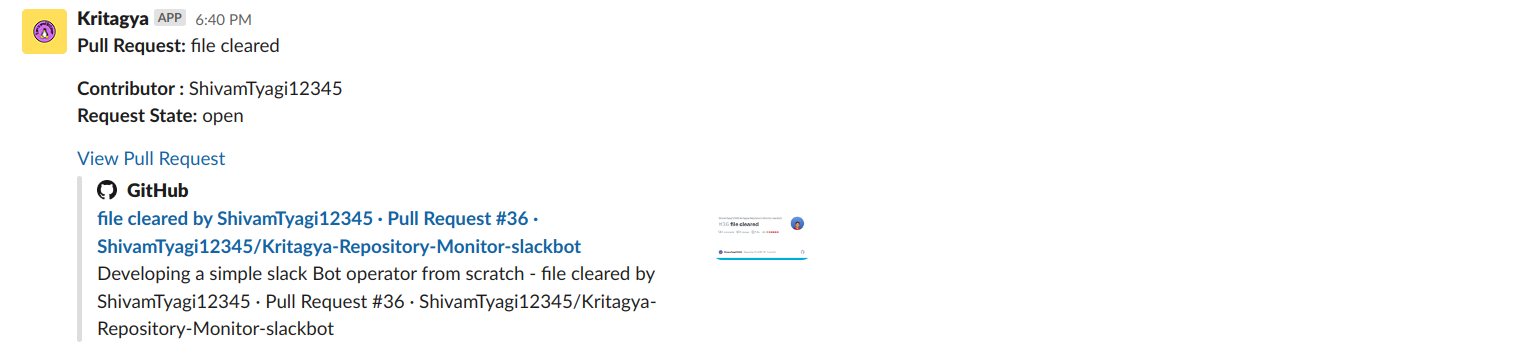 Kritagya APP 6:40 PM
Pull Request: file cleared
Contributor : ShivamTyagi12345
Request State: open
View Pull Request
GitHub
file cleared by ShivamTyagi12345 · Pull Request #36 ·
ShivamTyagi12345/Kritagya-Repository-Monitor-slackbot
Developing a simple slack Bot operator from scratch - file cleared by
ShivamTyagi12345 · Pull Request #36 · ShivamTyagi12345/Kritagya-
Repository-Monitor-slackbot
#36 file cleared